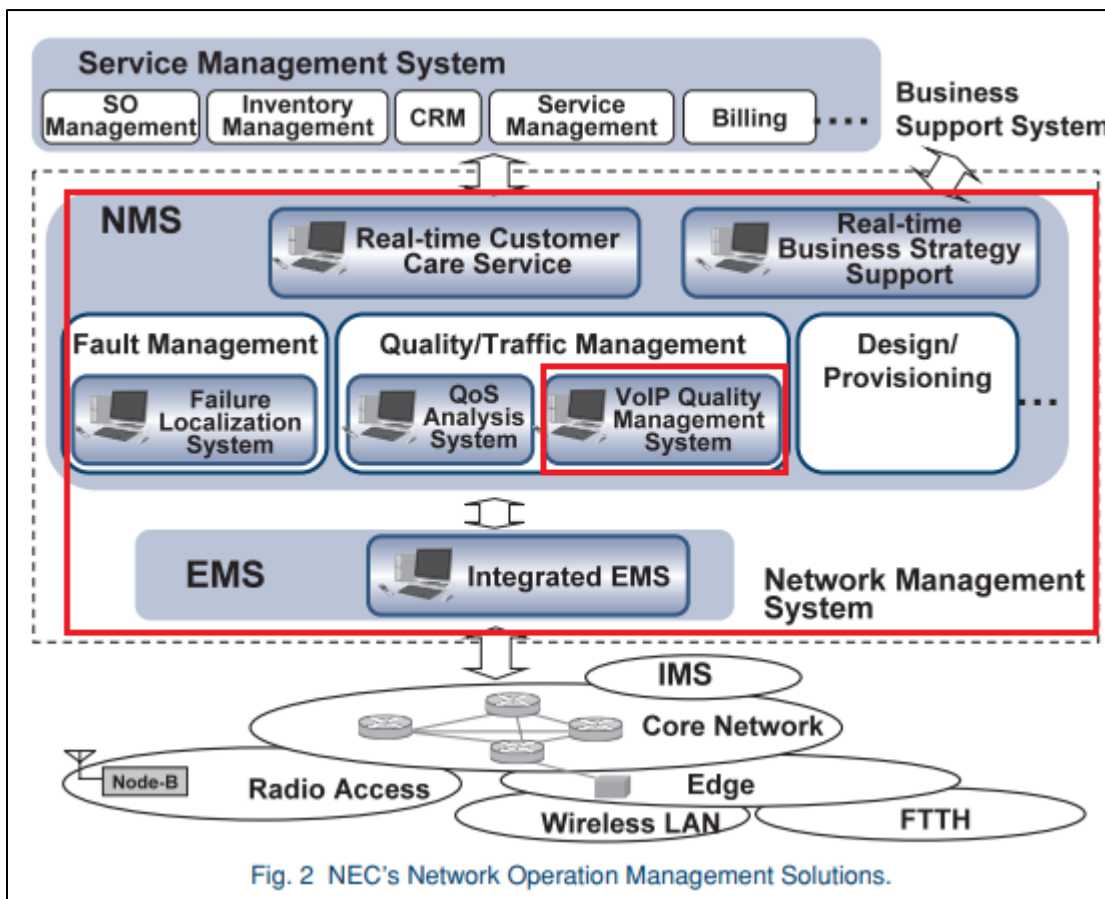 Service Management System
SO
Management
Inventory
Management
CRM
Service
Management
Billing
....
Business
Support System
NMS
Real-time Customer
Care Service
Real-time
Business Strategy
Support
Fault Management
Failure
Localization
System
Quality/Traffic Management
QoS
Analysis
System
VoIP Quality
Management
System
Design/
Provisioning
...
EMS
Integrated EMS
Network Management
System
IMS
Core Network
Node-B
Radio Access
Edge
Wireless LAN
FTTH
Fig. 2 NEC's Network Operation Management Solutions.